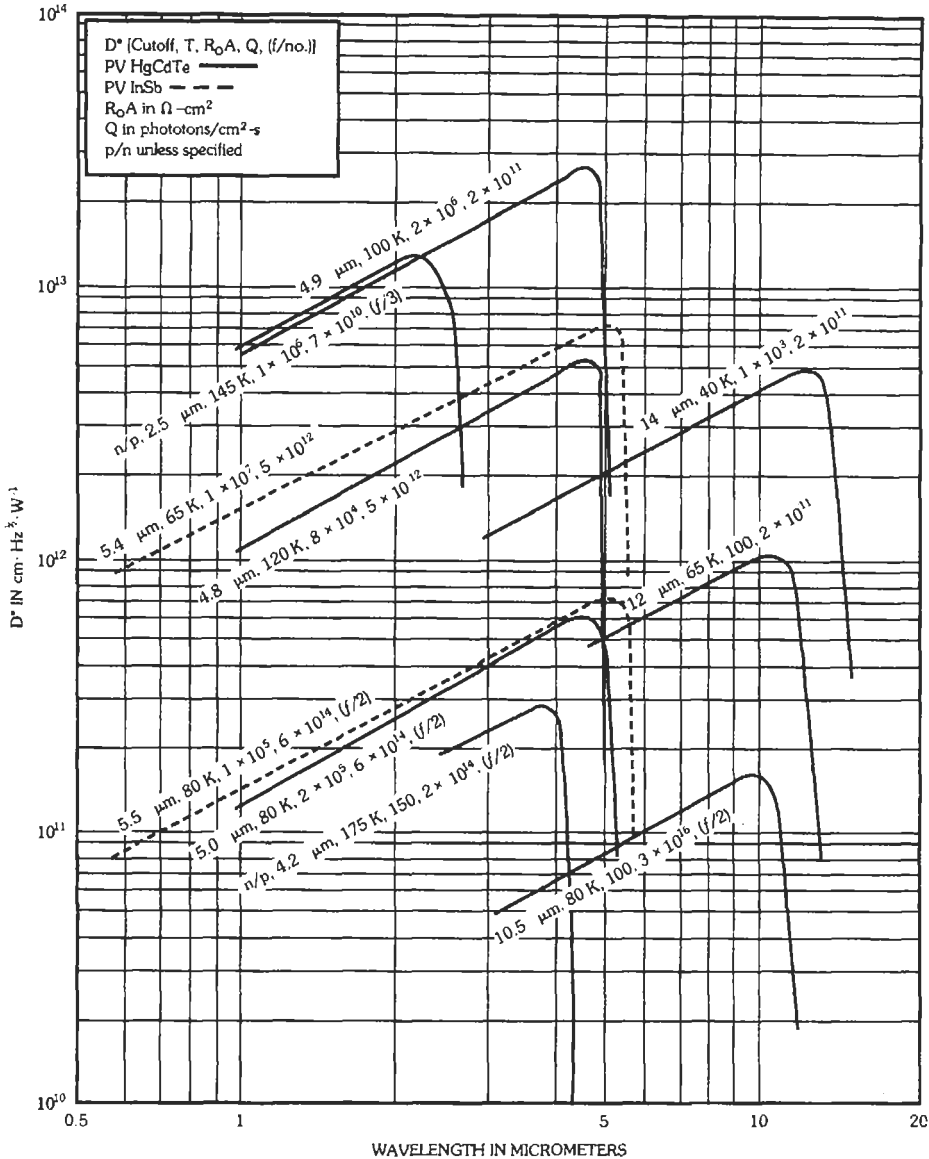 10¹⁴
D* [Cutoff, T, R₀A, Q, (f/no.)]
PV HgCdTe
PV InSb
R₀A in Ω-cm²
Q in phototons/cm²-s
p/n unless specified
4.9 μm, 100 K, 2 × 10⁶, 2 × 10¹¹
10¹³
n/p, 2.5 μm, 145 K, 1 × 10⁶, 7 × 10¹⁰, (f/3)
14 μm, 40 K, 1 × 10³, 2 × 10¹¹
5.4 μm, 65 K, 1 × 10⁷, 5 × 10¹²
4.8 μm, 120 K, 8 × 10⁴, 5 × 10¹²
10¹²
12 μm, 65 K, 100, 2 × 10¹¹
D* IN cm·Hz^½·W⁻¹
5.5 μm, 80 K, 1 × 10⁵, 6 × 10¹⁴, (f/2)
5.0 μm, 80 K, 2 × 10⁵, 6 × 10¹⁴, (f/2)
n/p, 4.2 μm, 175 K, 150, 2 × 10¹⁴, (f/2)
10¹¹
10.5 μm, 80 K, 100, 3 × 10¹⁶, (f/2)
10¹⁰
0.5 1 5 10 20
WAVELENGTH IN MICROMETERS